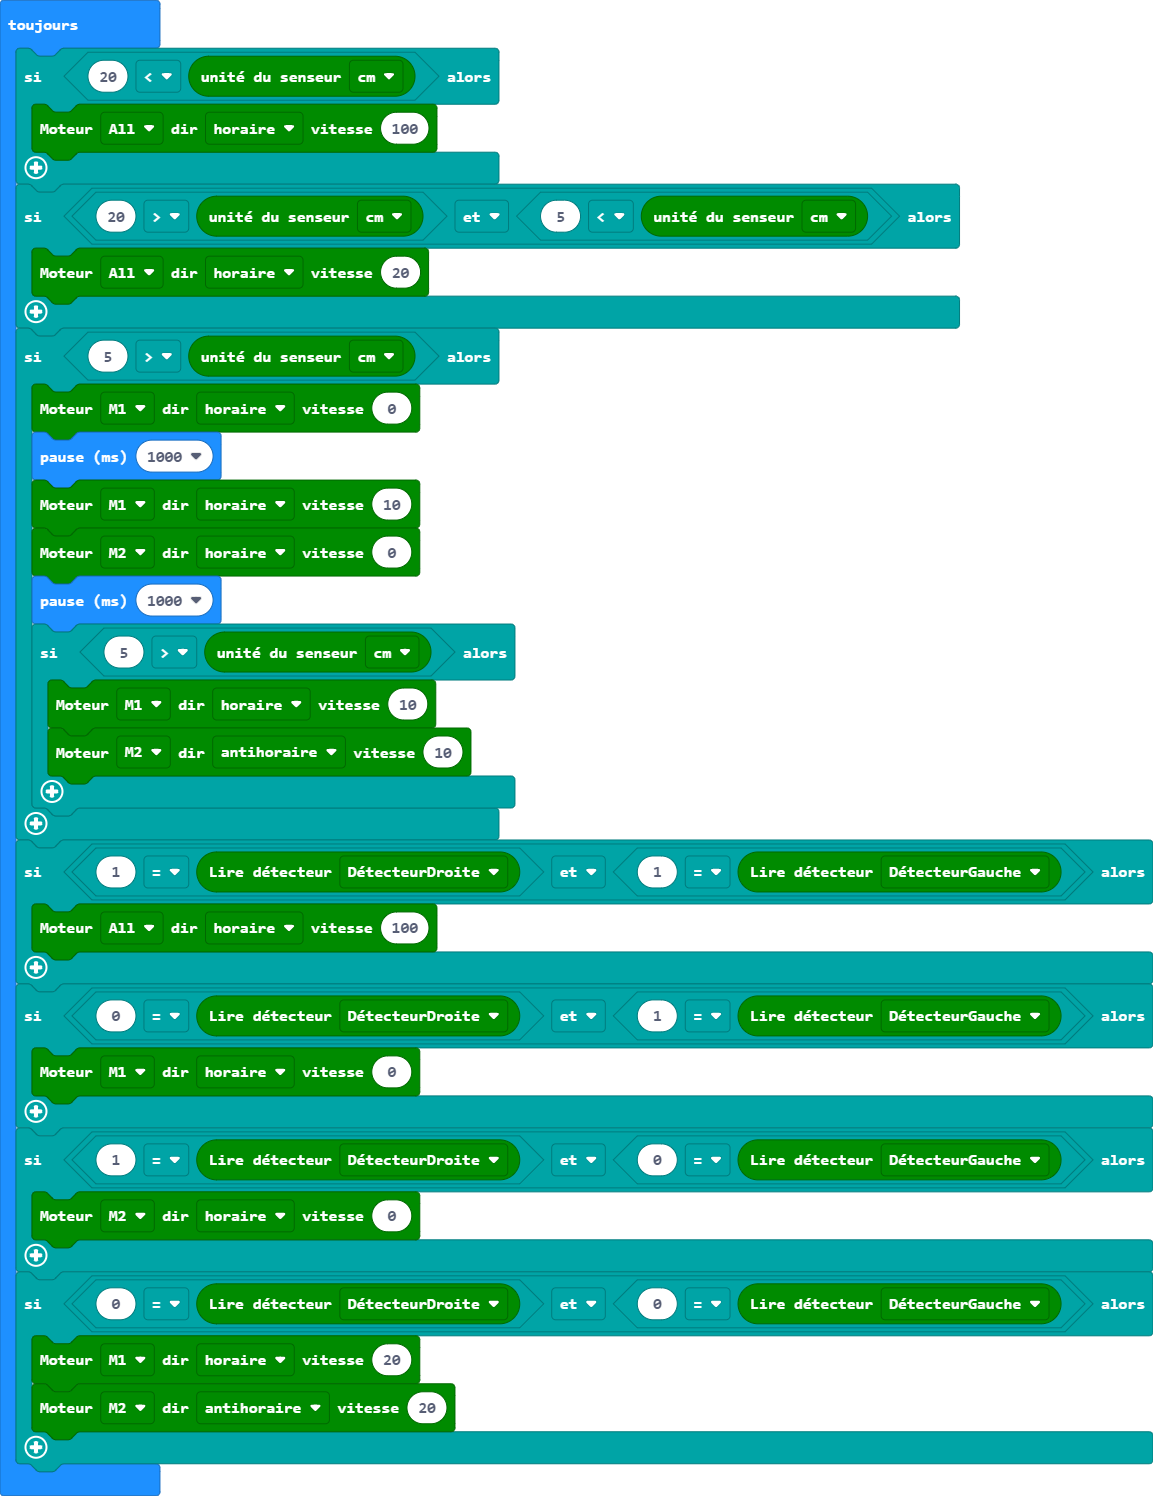 toujours
si 20 < unité du senseur cm alors
Moteur All dir horaire vitesse 100
si 20 > unité du senseur cm et 5 < unité du senseur cm alors
Moteur All dir horaire vitesse 20
si 5 > unité du senseur cm alors
Moteur M1 dir horaire vitesse 0
pause (ms) 1000
Moteur M1 dir horaire vitesse 10
Moteur M2 dir horaire vitesse 0
pause (ms) 1000
si 5 > unité du senseur cm alors
Moteur M1 dir horaire vitesse 10
Moteur M2 dir antihoraire vitesse 10
si 1 = Lire détecteur DétecteurDroite et 1 = Lire détecteur DétecteurGauche alors
Moteur All dir horaire vitesse 100
si 0 = Lire détecteur DétecteurDroite et 1 = Lire détecteur DétecteurGauche alors
Moteur M1 dir horaire vitesse 0
si 1 = Lire détecteur DétecteurDroite et 0 = Lire détecteur DétecteurGauche alors
Moteur M2 dir horaire vitesse 0
si 0 = Lire détecteur DétecteurDroite et 0 = Lire détecteur DétecteurGauche alors
Moteur M1 dir horaire vitesse 20
Moteur M2 dir antihoraire vitesse 20